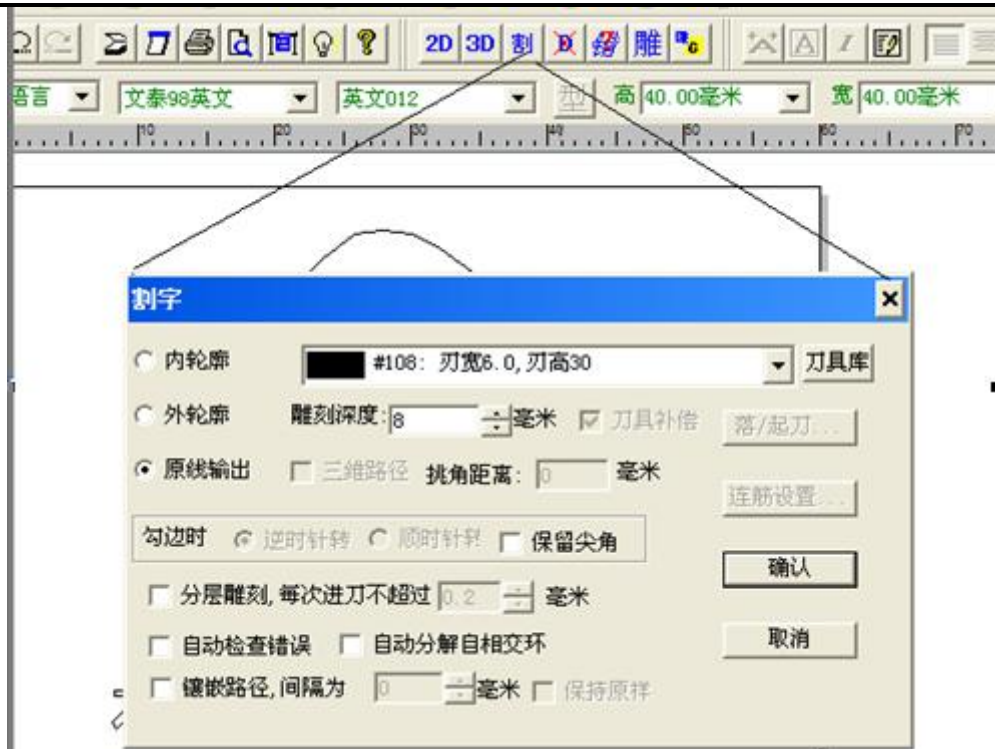 2D 3D 割 雕
语言 文泰98英文 英文012 型 高 40.00毫米 宽 40.00毫米
10 20 30 40 50 60 70
割字
内轮廓 #108: 刃宽6.0,刃高30 刀具库
外轮廓 雕刻深度: 8 毫米 刀具补偿 落/起刀...
原线输出 三维路径 挑角距离: 0 毫米
连筋设置...
勾边时 逆时针转 顺时针转 保留尖角
确认
分层雕刻,每次进刀不超过 0.2 毫米
自动检查错误 自动分解自相交环 取消
镶嵌路径,间隔为 0 毫米 保持原样